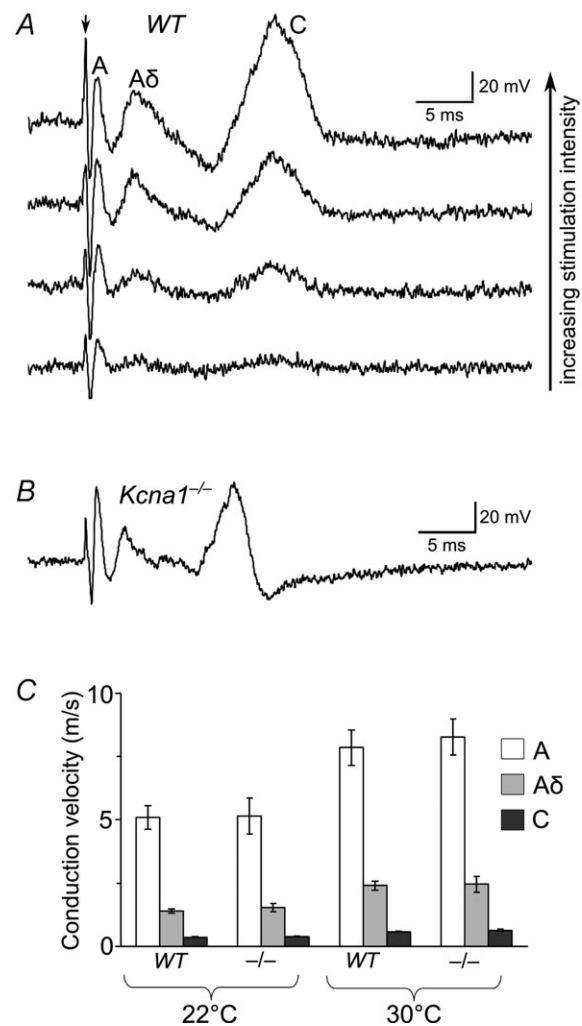 A
WT
A
Aδ
C
20 mV
5 ms
increasing stimulation intensity
B
Kcna1–/–
20 mV
5 ms
C
Conduction velocity (m/s)
10
5
0
A
Aδ
C
WT
–/–
WT
–/–
22°C
30°C